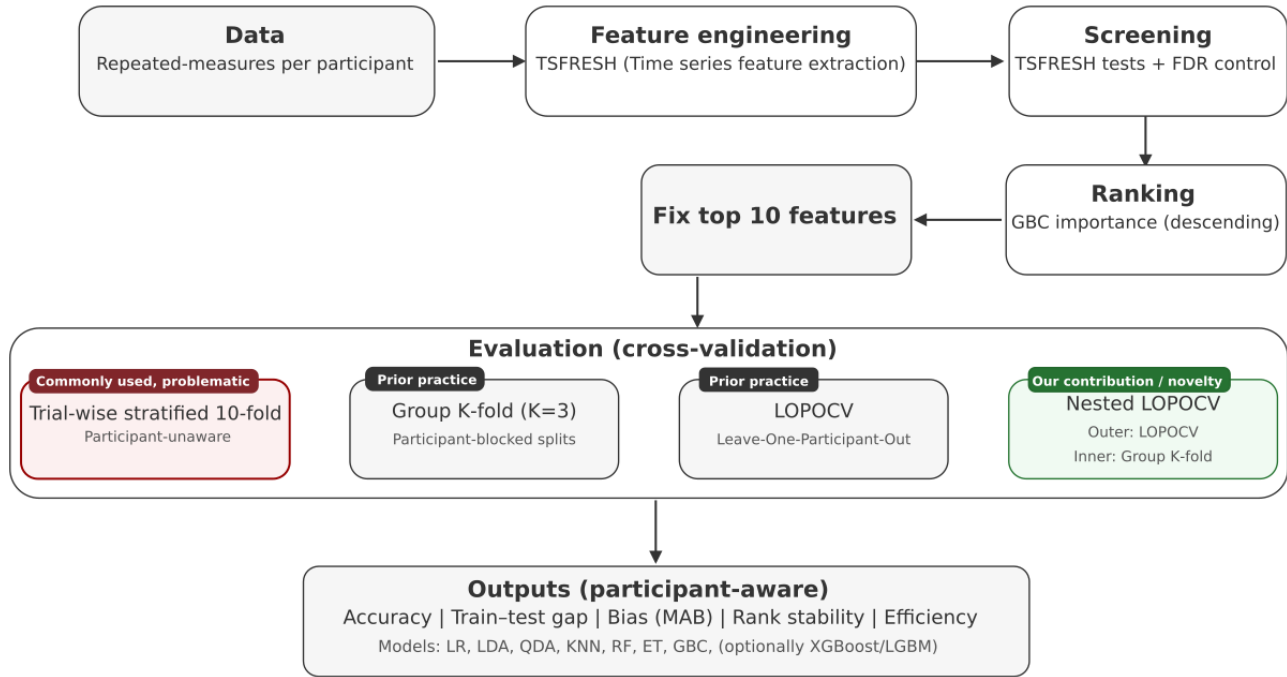 Data
Repeated-measures per participant
Feature engineering
TSFRESH (Time series feature extraction)
Screening
TSFRESH tests + FDR control
Ranking
GBC importance (descending)
Fix top 10 features
Evaluation (cross-validation)
Commonly used, problematic
Trial-wise stratified 10-fold
Participant-unaware
Prior practice
Group K-fold (K=3)
Participant-blocked splits
Prior practice
LOPOCV
Leave-One-Participant-Out
Our contribution / novelty
Nested LOPOCV
Outer: LOPOCV
Inner: Group K-fold
Outputs (participant-aware)
Accuracy | Train–test gap | Bias (MAB) | Rank stability | Efficiency
Models: LR, LDA, QDA, KNN, RF, ET, GBC, (optionally XGBoost/LGBM)